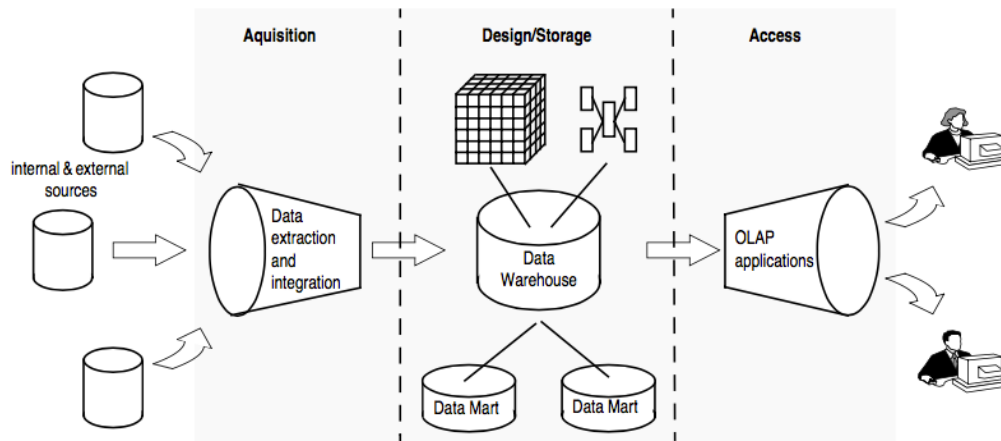 Aquisition
Design/Storage
Access
internal & external
sources
Data
extraction
and
integration
Data
Warehouse
OLAP
applications
Data Mart
Data Mart